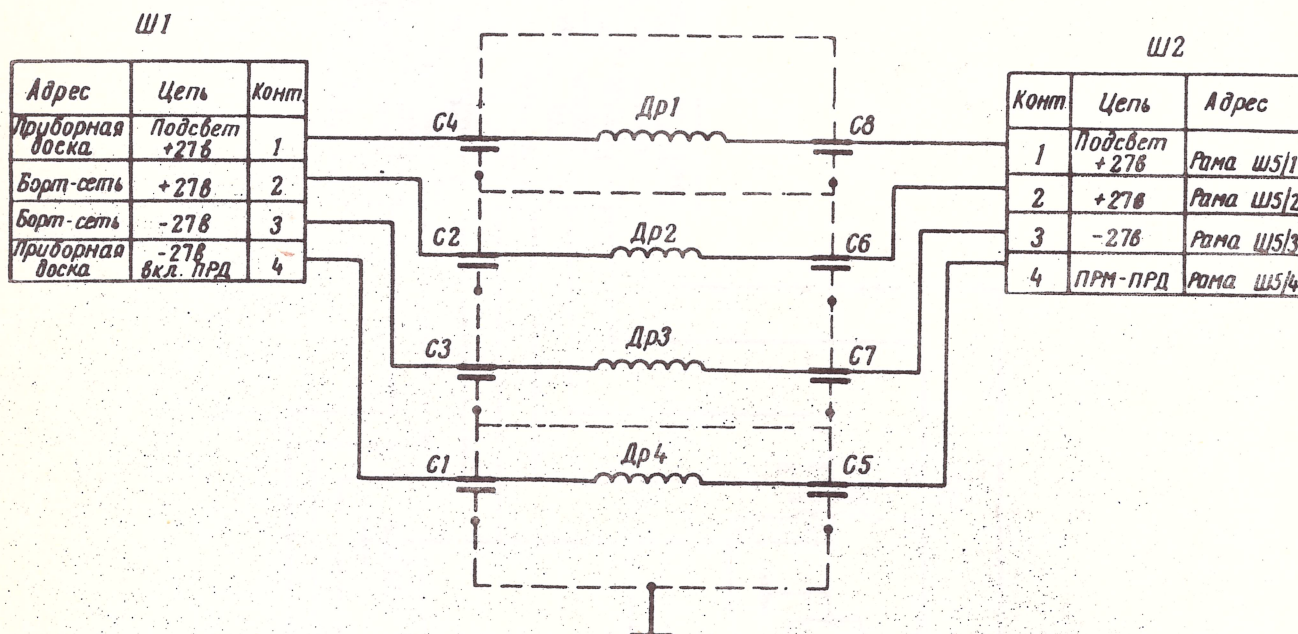 Ш1
Адрес Цепь Конт.
Приборная доска Подсвет +27в 1
Борт-сеть +27в 2
Борт-сеть -27в 3
Приборная доска -27в вкл. ПРД 4
С4
Др1
С8
С2
Др2
С6
С3
Др3
С7
С1
Др4
С5
Ш2
Конт. Цепь Адрес
1 Подсвет +27в Рама Ш5/1
2 +27в Рама Ш5/2
3 -27в Рама Ш5/3
4 ПРМ-ПРД Рама Ш5/4